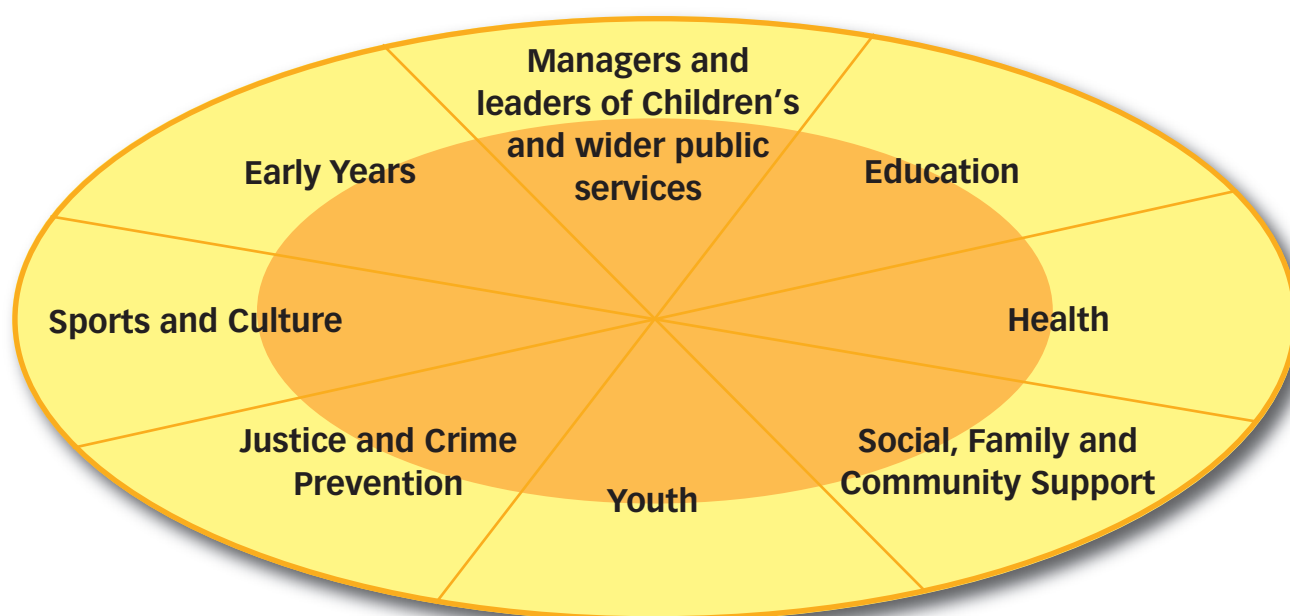 Managers and
leaders of Children’s
and wider public
services
Early Years
Education
Sports and Culture
Health
Justice and Crime
Prevention
Social, Family and
Community Support
Youth